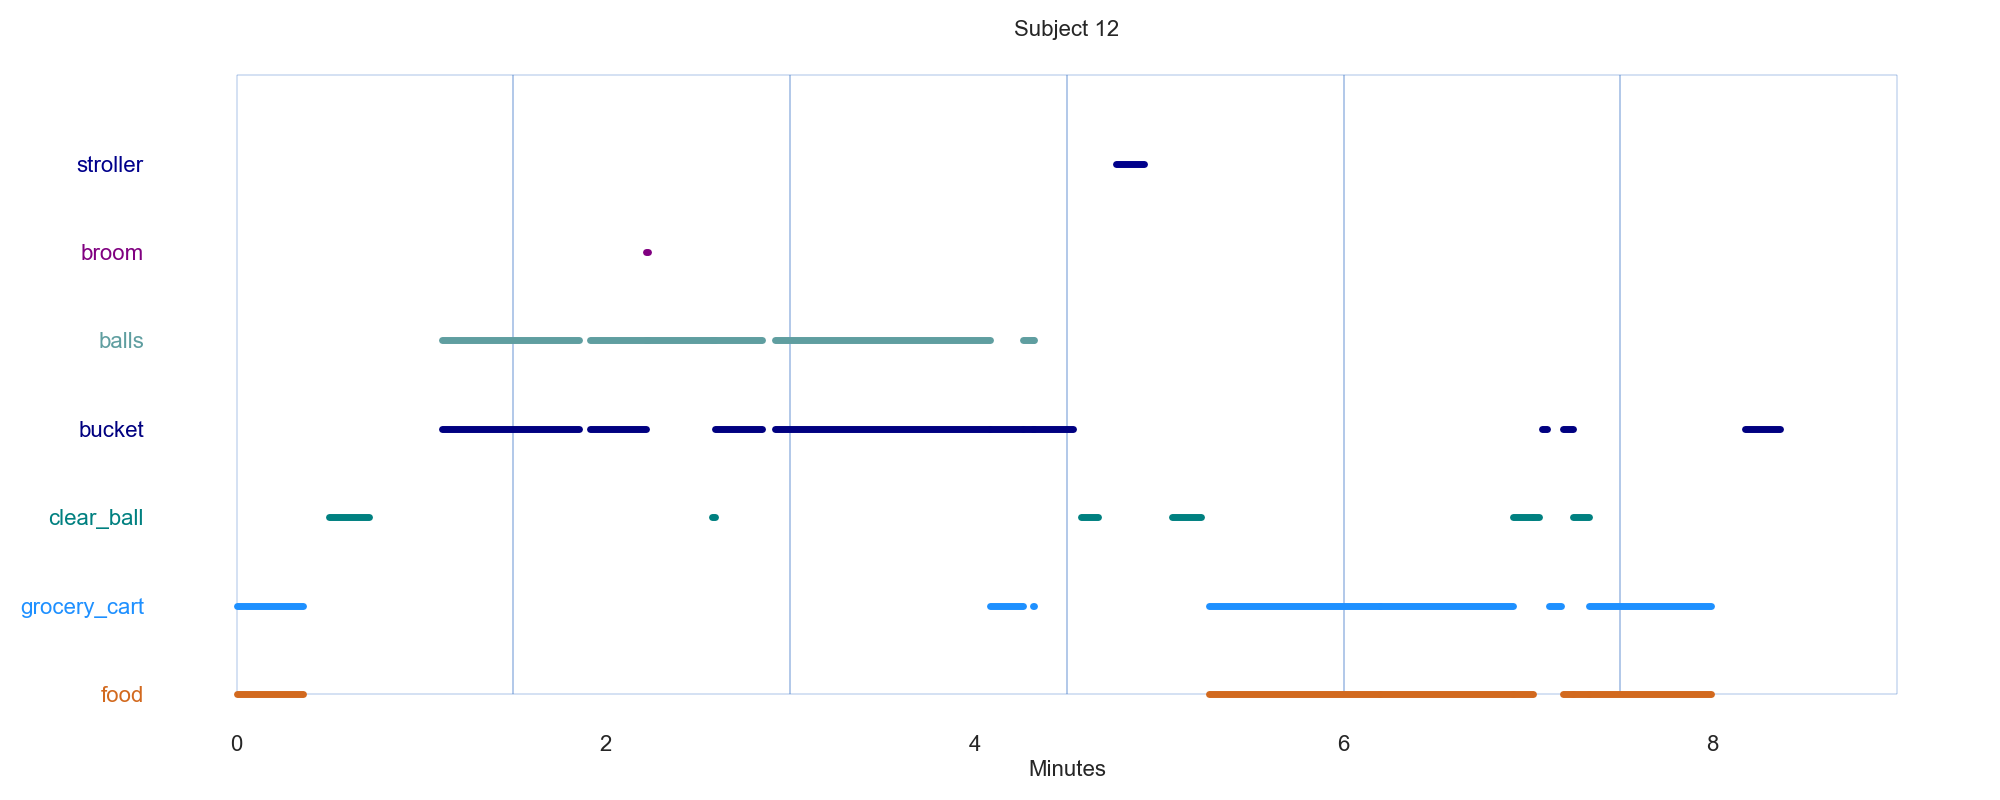 Subject 12
stroller
broom
balls
bucket
clear_ball
grocery_cart
food
0 2 4 6 8
Minutes